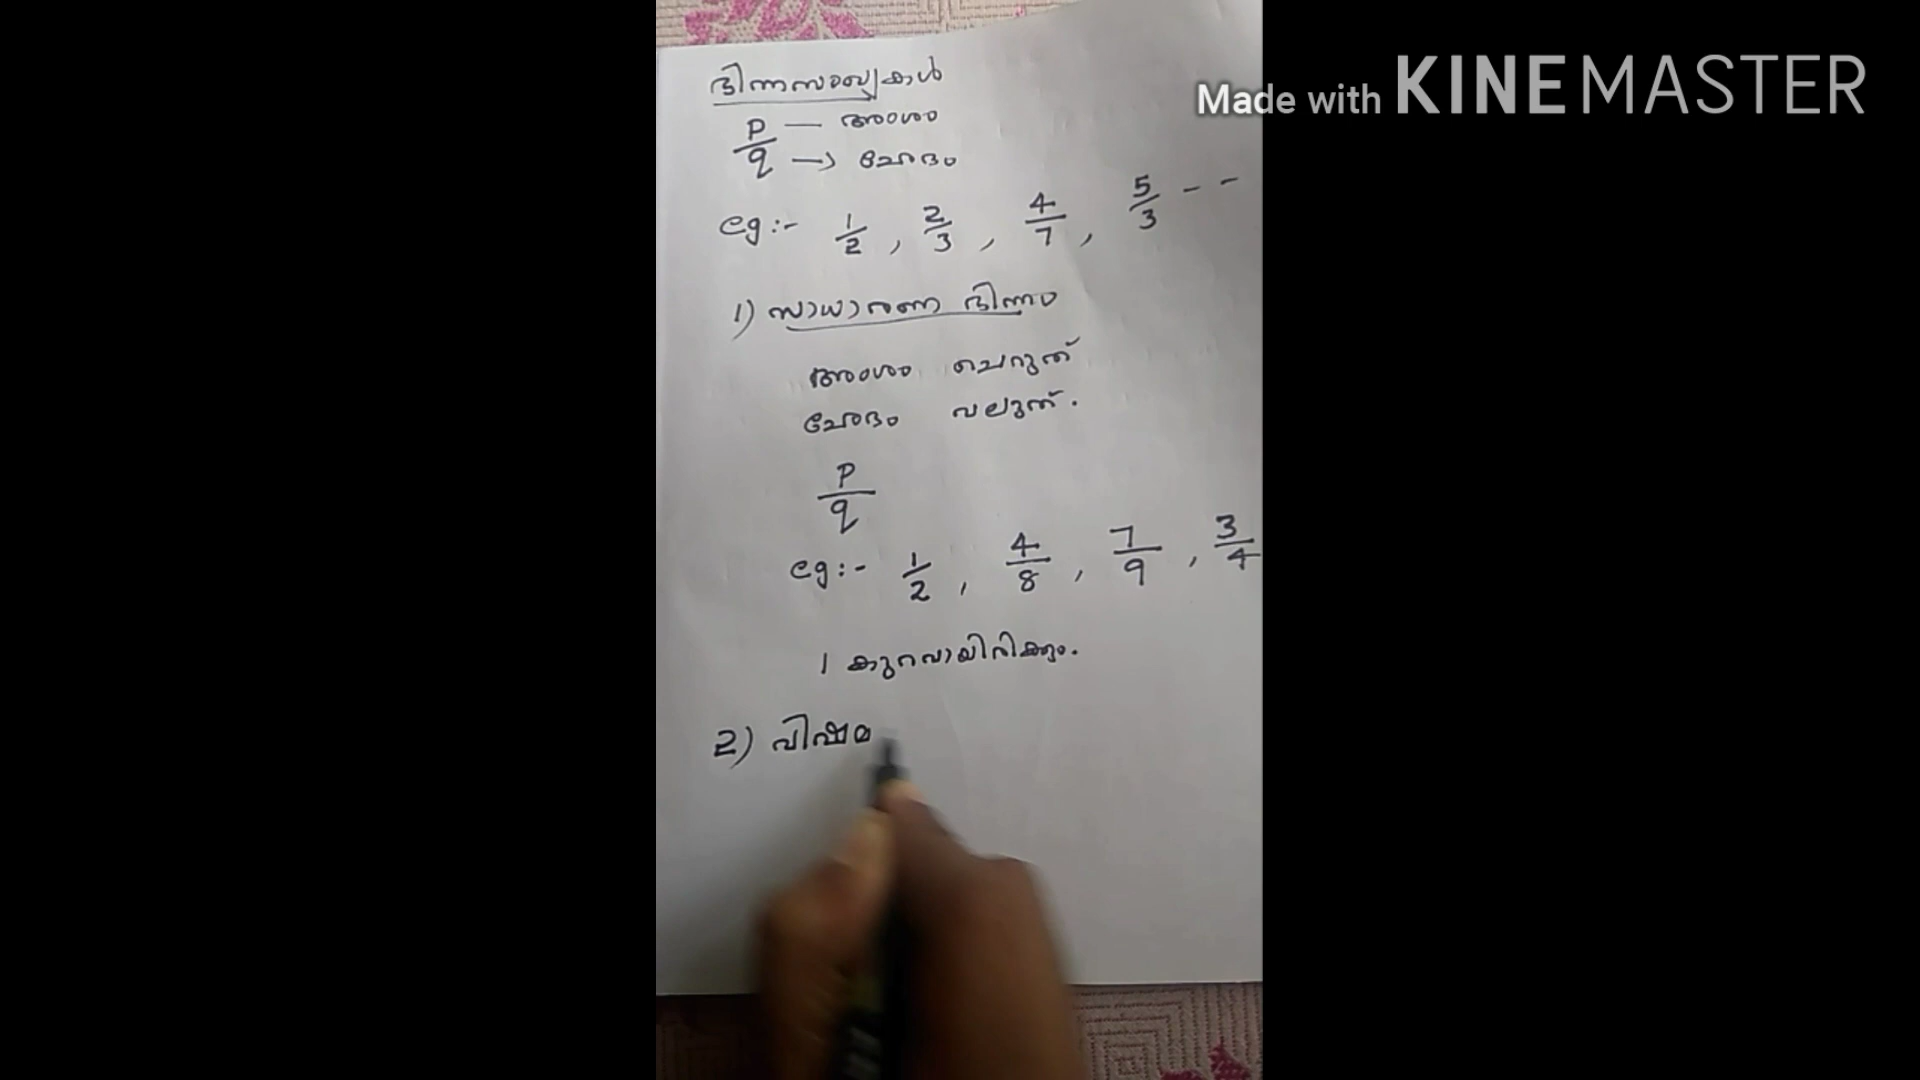 ഭിന്നസംഖ്യകൾ
Made with KINEMASTER
P/q — അംശം
→ ഛേദം
eg:- 1/2, 2/3, 4/7, 5/3 - -
1) സാധാരണ ഭിന്നം
അംശം ചെറുത്
ഛേദം വലുത്.
P/q
eg:- 1/2, 4/8, 7/9, 3/4
1 കുറവായിരിക്കും.
2) വിഷമ